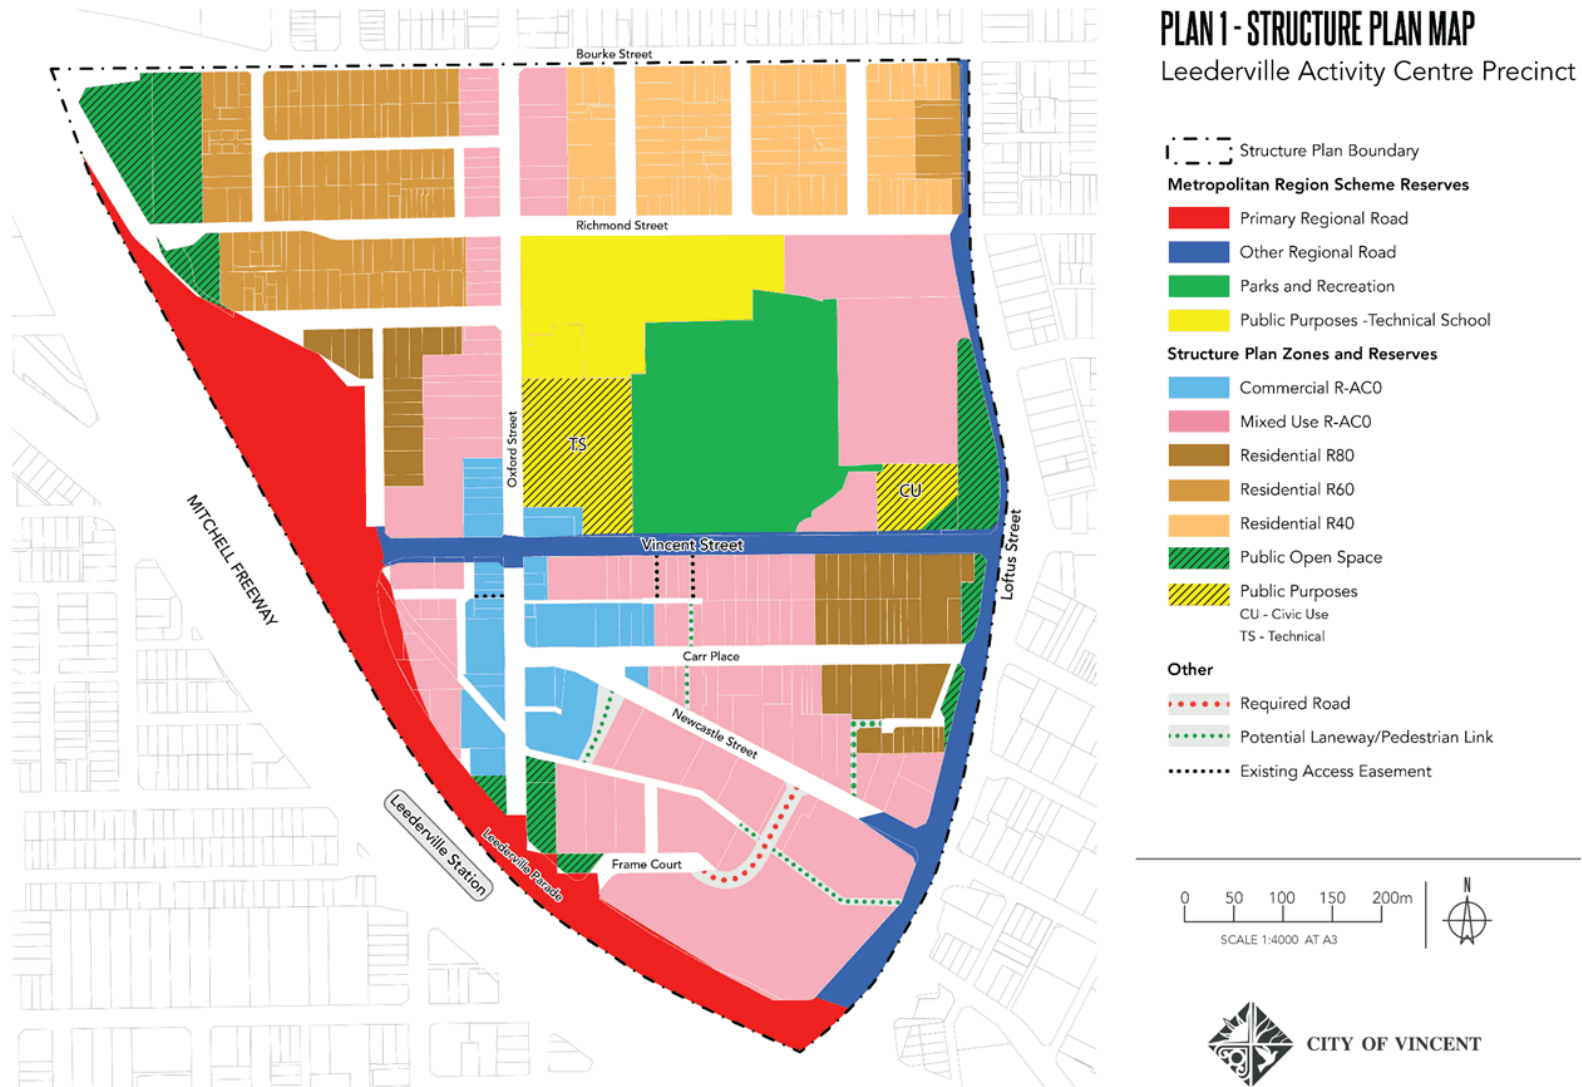 PLAN 1 - STRUCTURE PLAN MAP
Leederville Activity Centre Precinct
Structure Plan Boundary
Metropolitan Region Scheme Reserves
Primary Regional Road
Other Regional Road
Parks and Recreation
Public Purposes -Technical School
Structure Plan Zones and Reserves
Commercial R-AC0
Mixed Use R-AC0
Residential R80
Residential R60
Residential R40
Public Open Space
Public Purposes
CU - Civic Use
TS - Technical
Other
Required Road
Potential Laneway/Pedestrian Link
Existing Access Easement
0 50 100 150 200m
SCALE 1:4000 AT A3
N
CITY OF VINCENT
Bourke Street
Richmond Street
Oxford Street
TS
CU
MITCHELL FREEWAY
Vincent Street
Loftus Street
Carr Place
Newcastle Street
Leederville Station
Leederville Parade
Frame Court